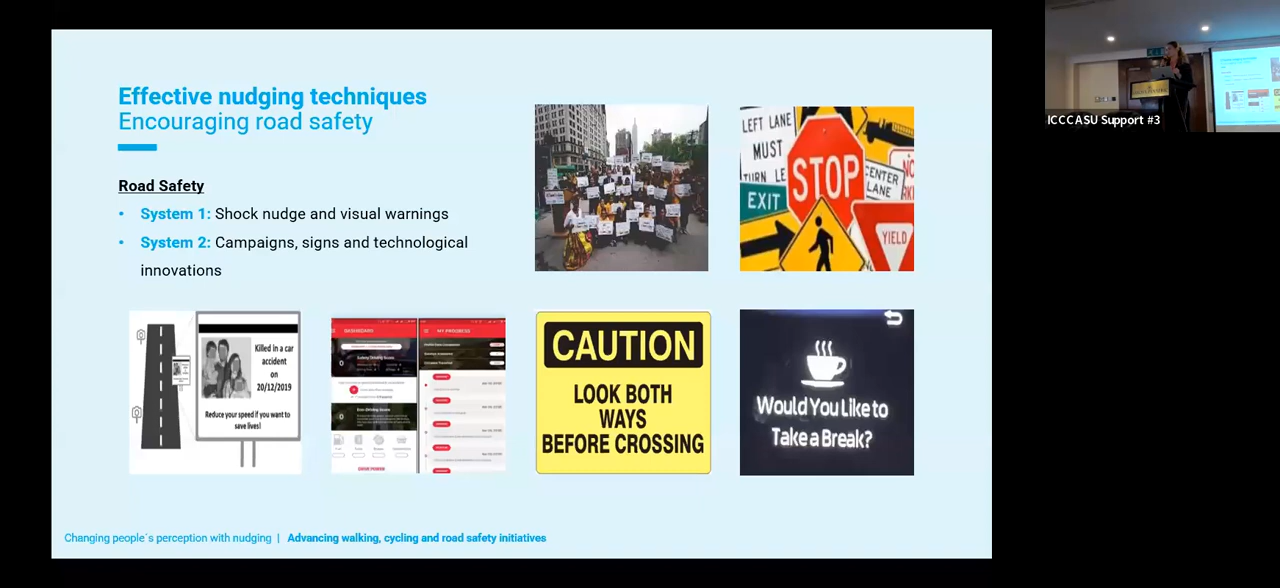 Effective nudging techniques
Encouraging road safety
Road Safety
• System 1: Shock nudge and visual warnings
• System 2: Campaigns, signs and technological
innovations
LEFT LANE
MUST
TURN LE
STOP
EXIT
CENTER
LANE
YIELD
Killed in a car
accident
on
20/12/2019
Reduce your speed if you want to
save lives!
DASHBOARD
MY PROGRESS
CAUTION
LOOK BOTH
WAYS
BEFORE CROSSING
Would You Like to
Take a Break?
Changing people´s perception with nudging | Advancing walking, cycling and road safety initiatives
ICCCASU Support #3